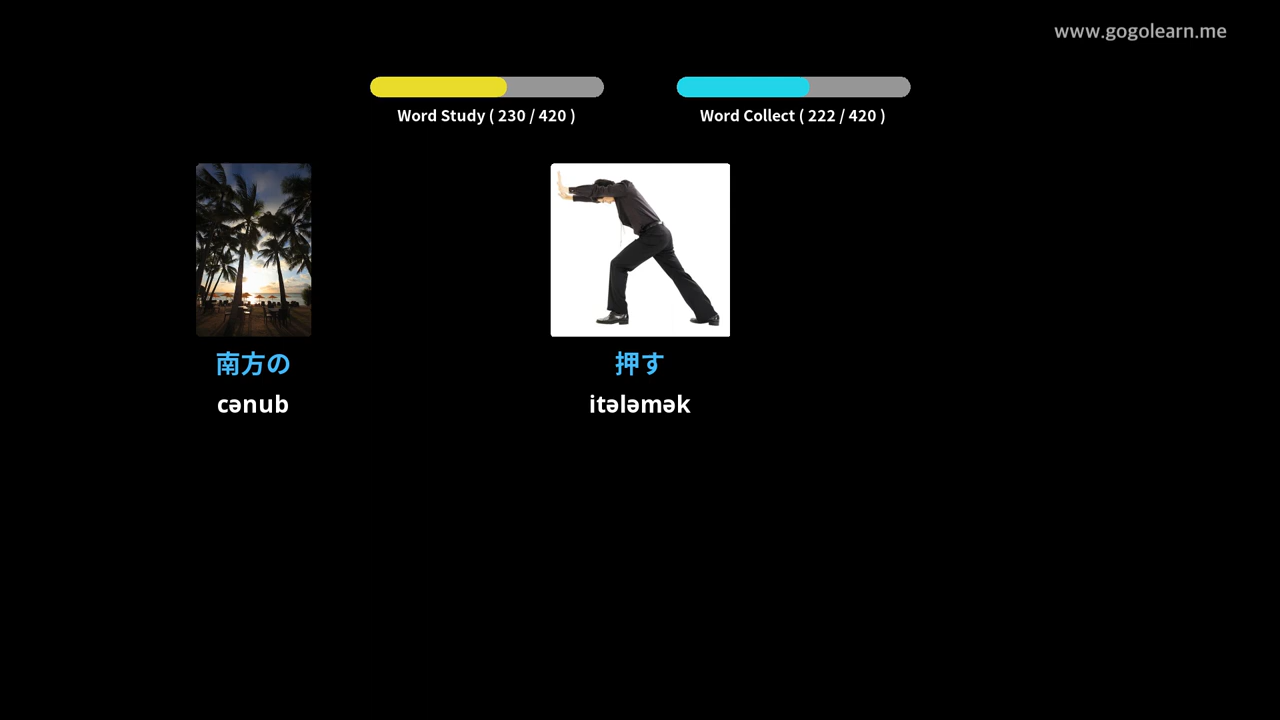 www.gogolearn.me
Word Study ( 230 / 420 )
Word Collect ( 222 / 420 )
南方の
cənub
押す
itələmək